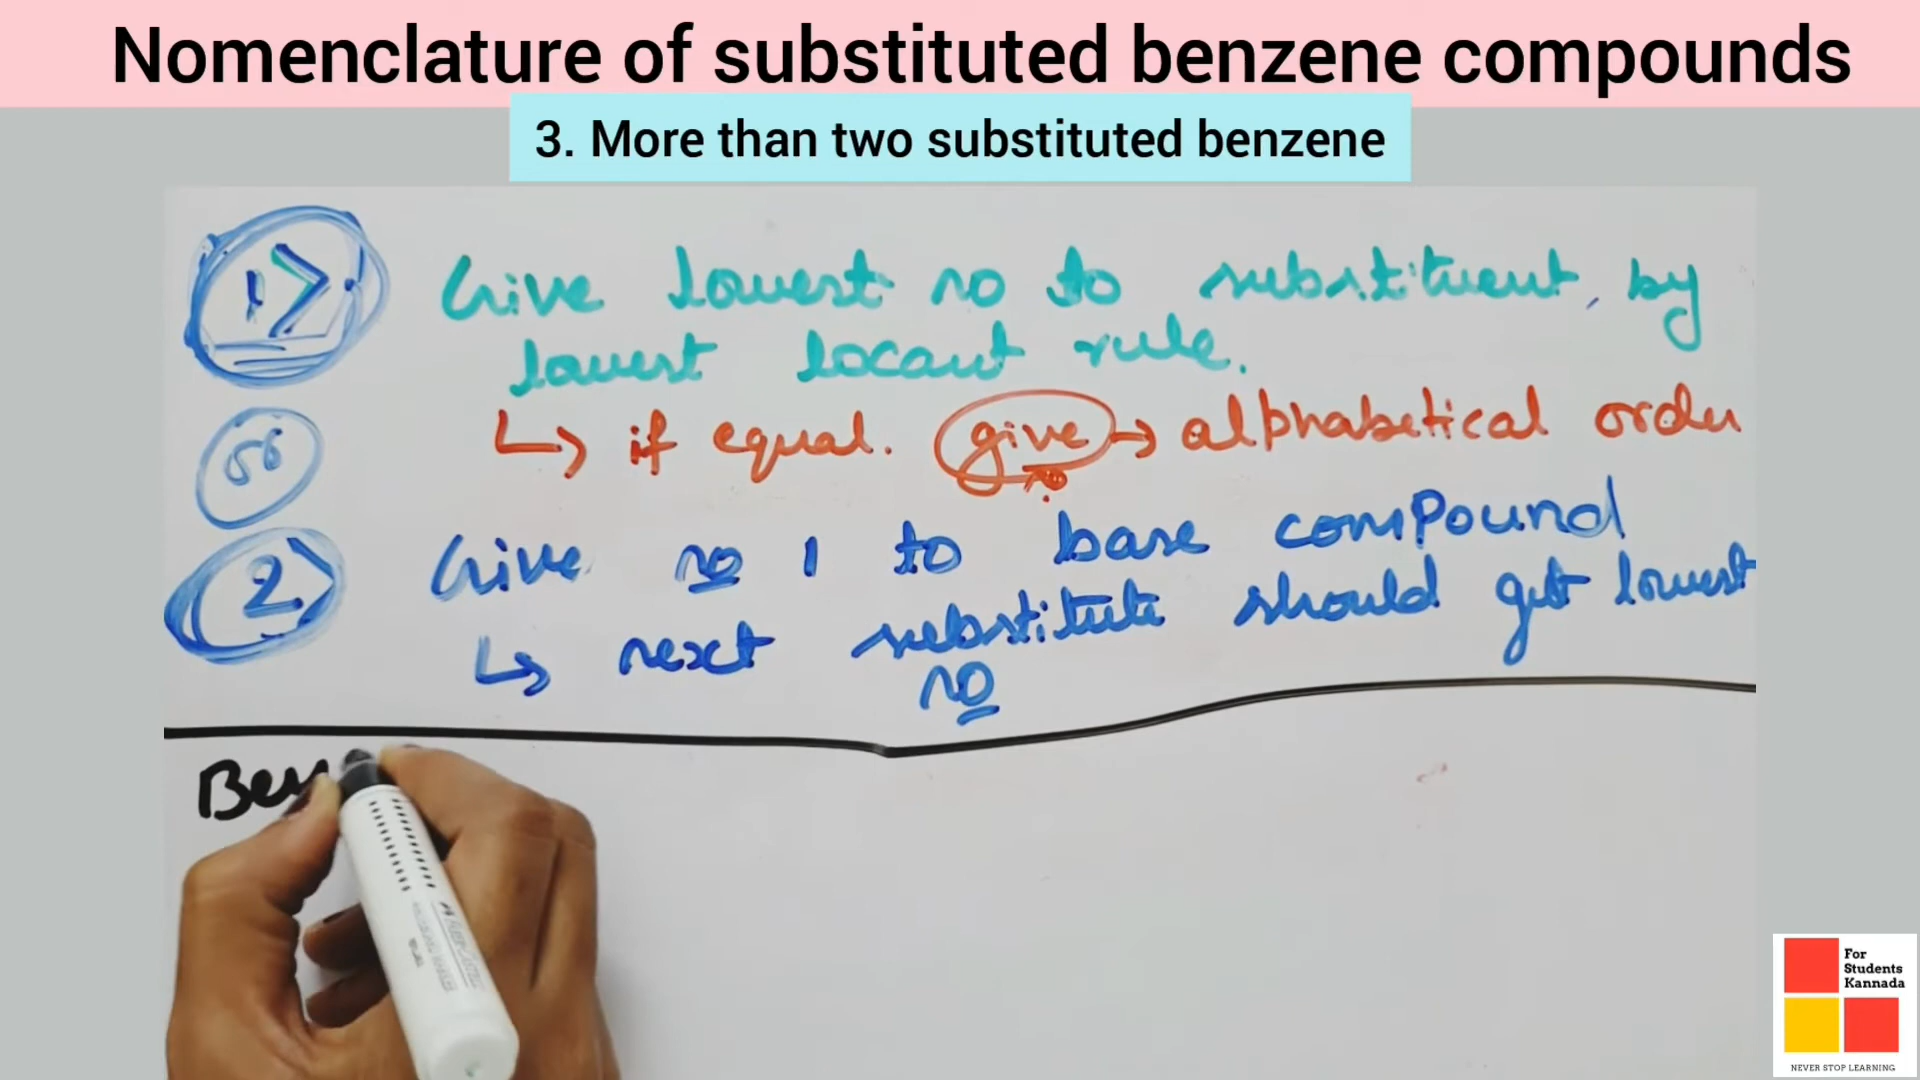 Nomenclature of substituted benzene compounds
3. More than two substituted benzene
1> Give lowest no to substituent, by
lowest locant rule.
↳ if equal. give → alphabetical order
no.
56
2> Give no 1 to base compound
↳ next substitute should get lowest
no
Ben
For
Students
Kannada
NEVER STOP LEARNING